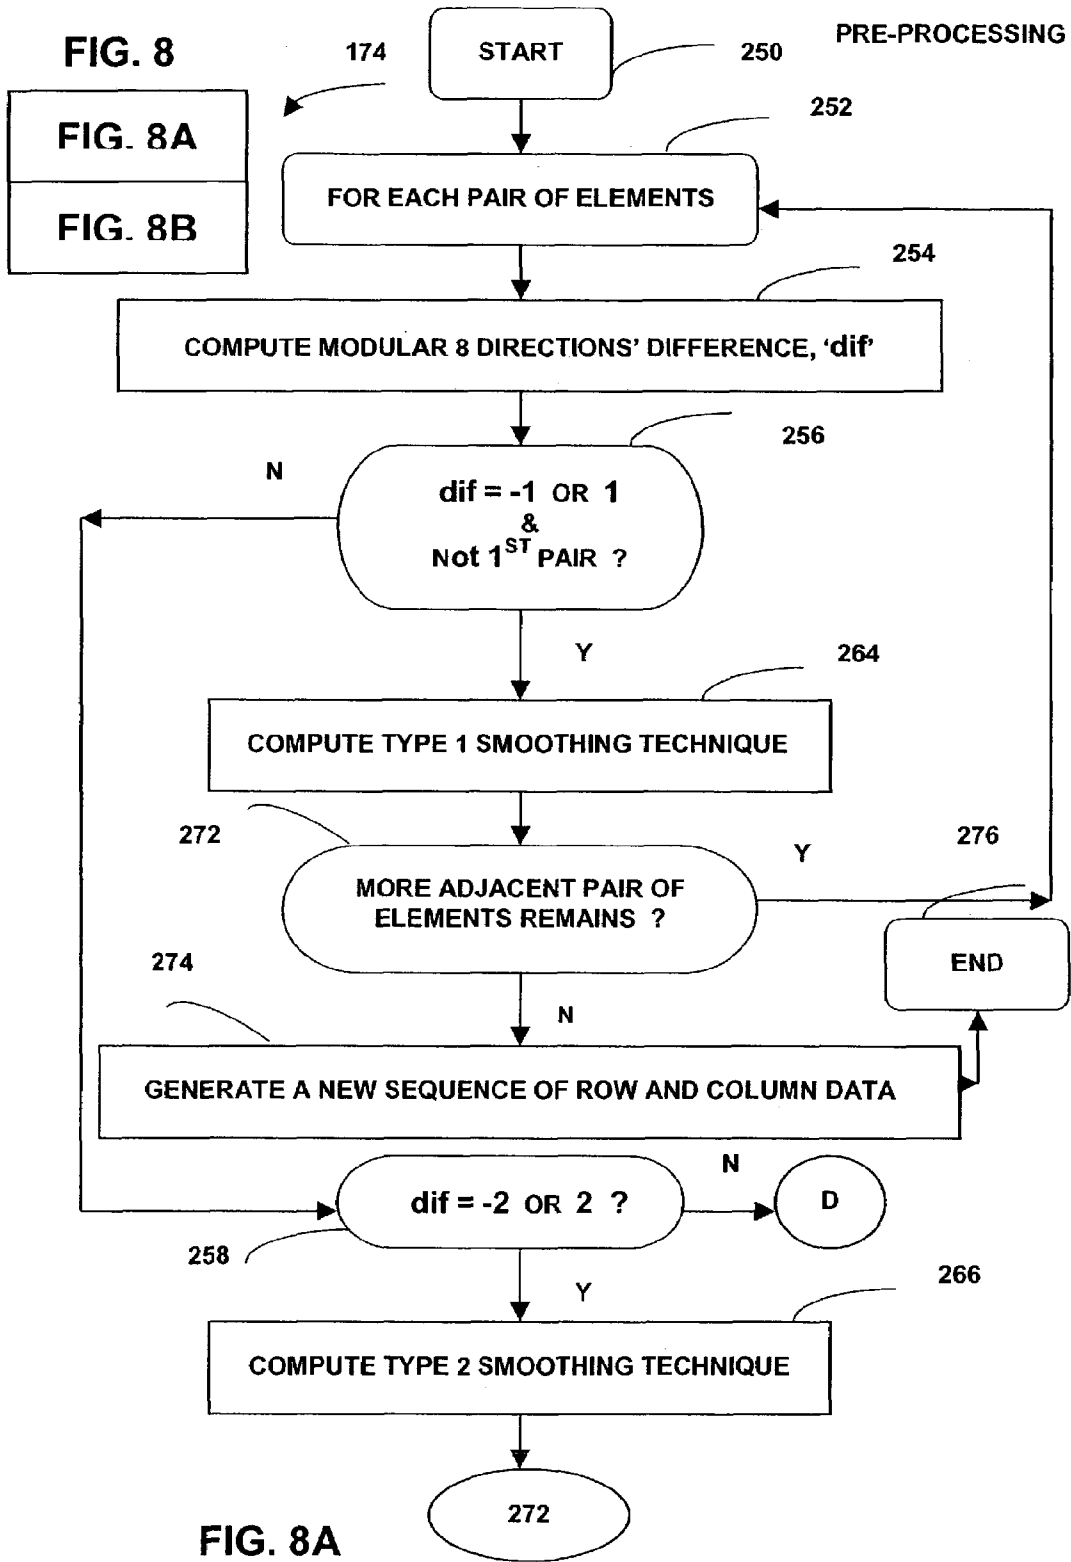 FIG. 8
174
START
250
PRE-PROCESSING
FIG. 8A
FIG. 8B
252
FOR EACH PAIR OF ELEMENTS
254
COMPUTE MODULAR 8 DIRECTIONS' DIFFERENCE, 'dif'
256
N
dif = -1 OR 1
&
Not 1ST PAIR ?
Y
264
COMPUTE TYPE 1 SMOOTHING TECHNIQUE
272
Y
276
MORE ADJACENT PAIR OF
ELEMENTS REMAINS ?
END
274
N
GENERATE A NEW SEQUENCE OF ROW AND COLUMN DATA
N
dif = -2 OR 2 ?
D
258
Y
266
COMPUTE TYPE 2 SMOOTHING TECHNIQUE
272
FIG. 8A